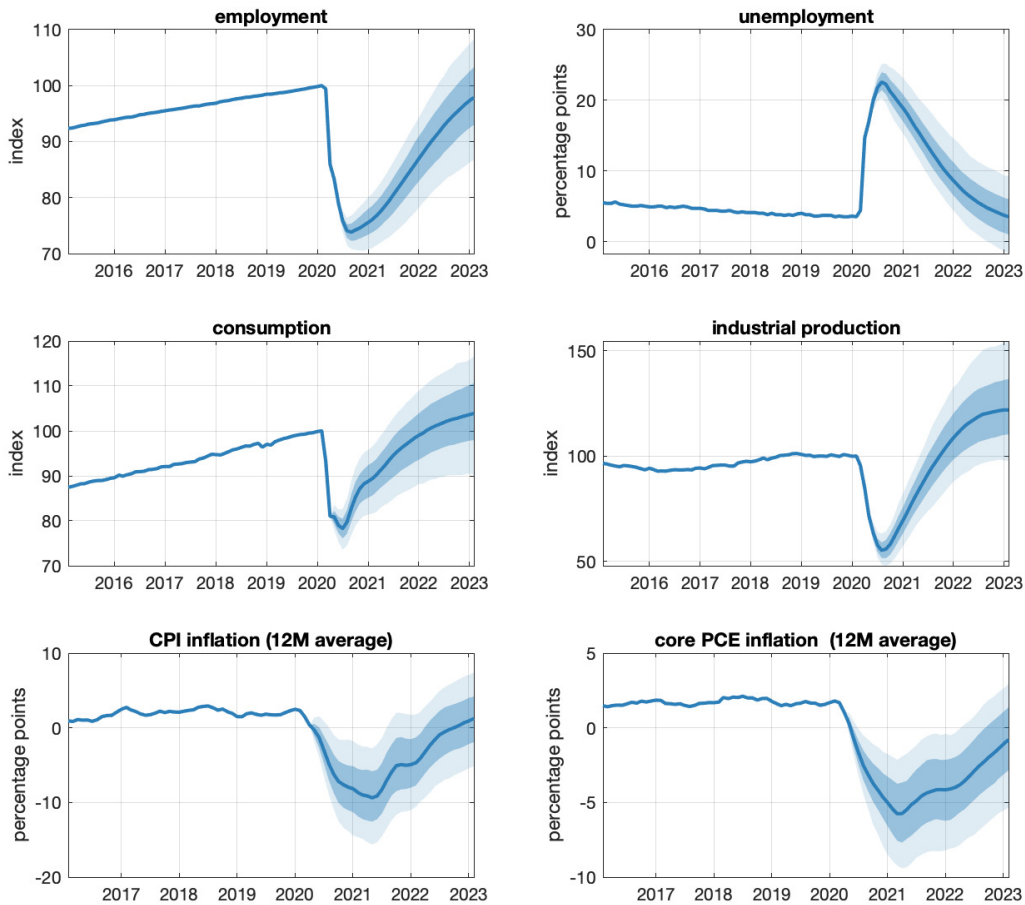 employment
110
100
90
80
70
index
2016 2017 2018 2019 2020 2021 2022 2023
unemployment
30
20
10
0
percentage points
2016 2017 2018 2019 2020 2021 2022 2023
consumption
120
110
100
90
80
70
index
2016 2017 2018 2019 2020 2021 2022 2023
industrial production
150
100
50
index
2016 2017 2018 2019 2020 2021 2022 2023
CPI inflation (12M average)
10
0
-10
-20
percentage points
2017 2018 2019 2020 2021 2022 2023
core PCE inflation (12M average)
5
0
-5
-10
percentage points
2017 2018 2019 2020 2021 2022 2023